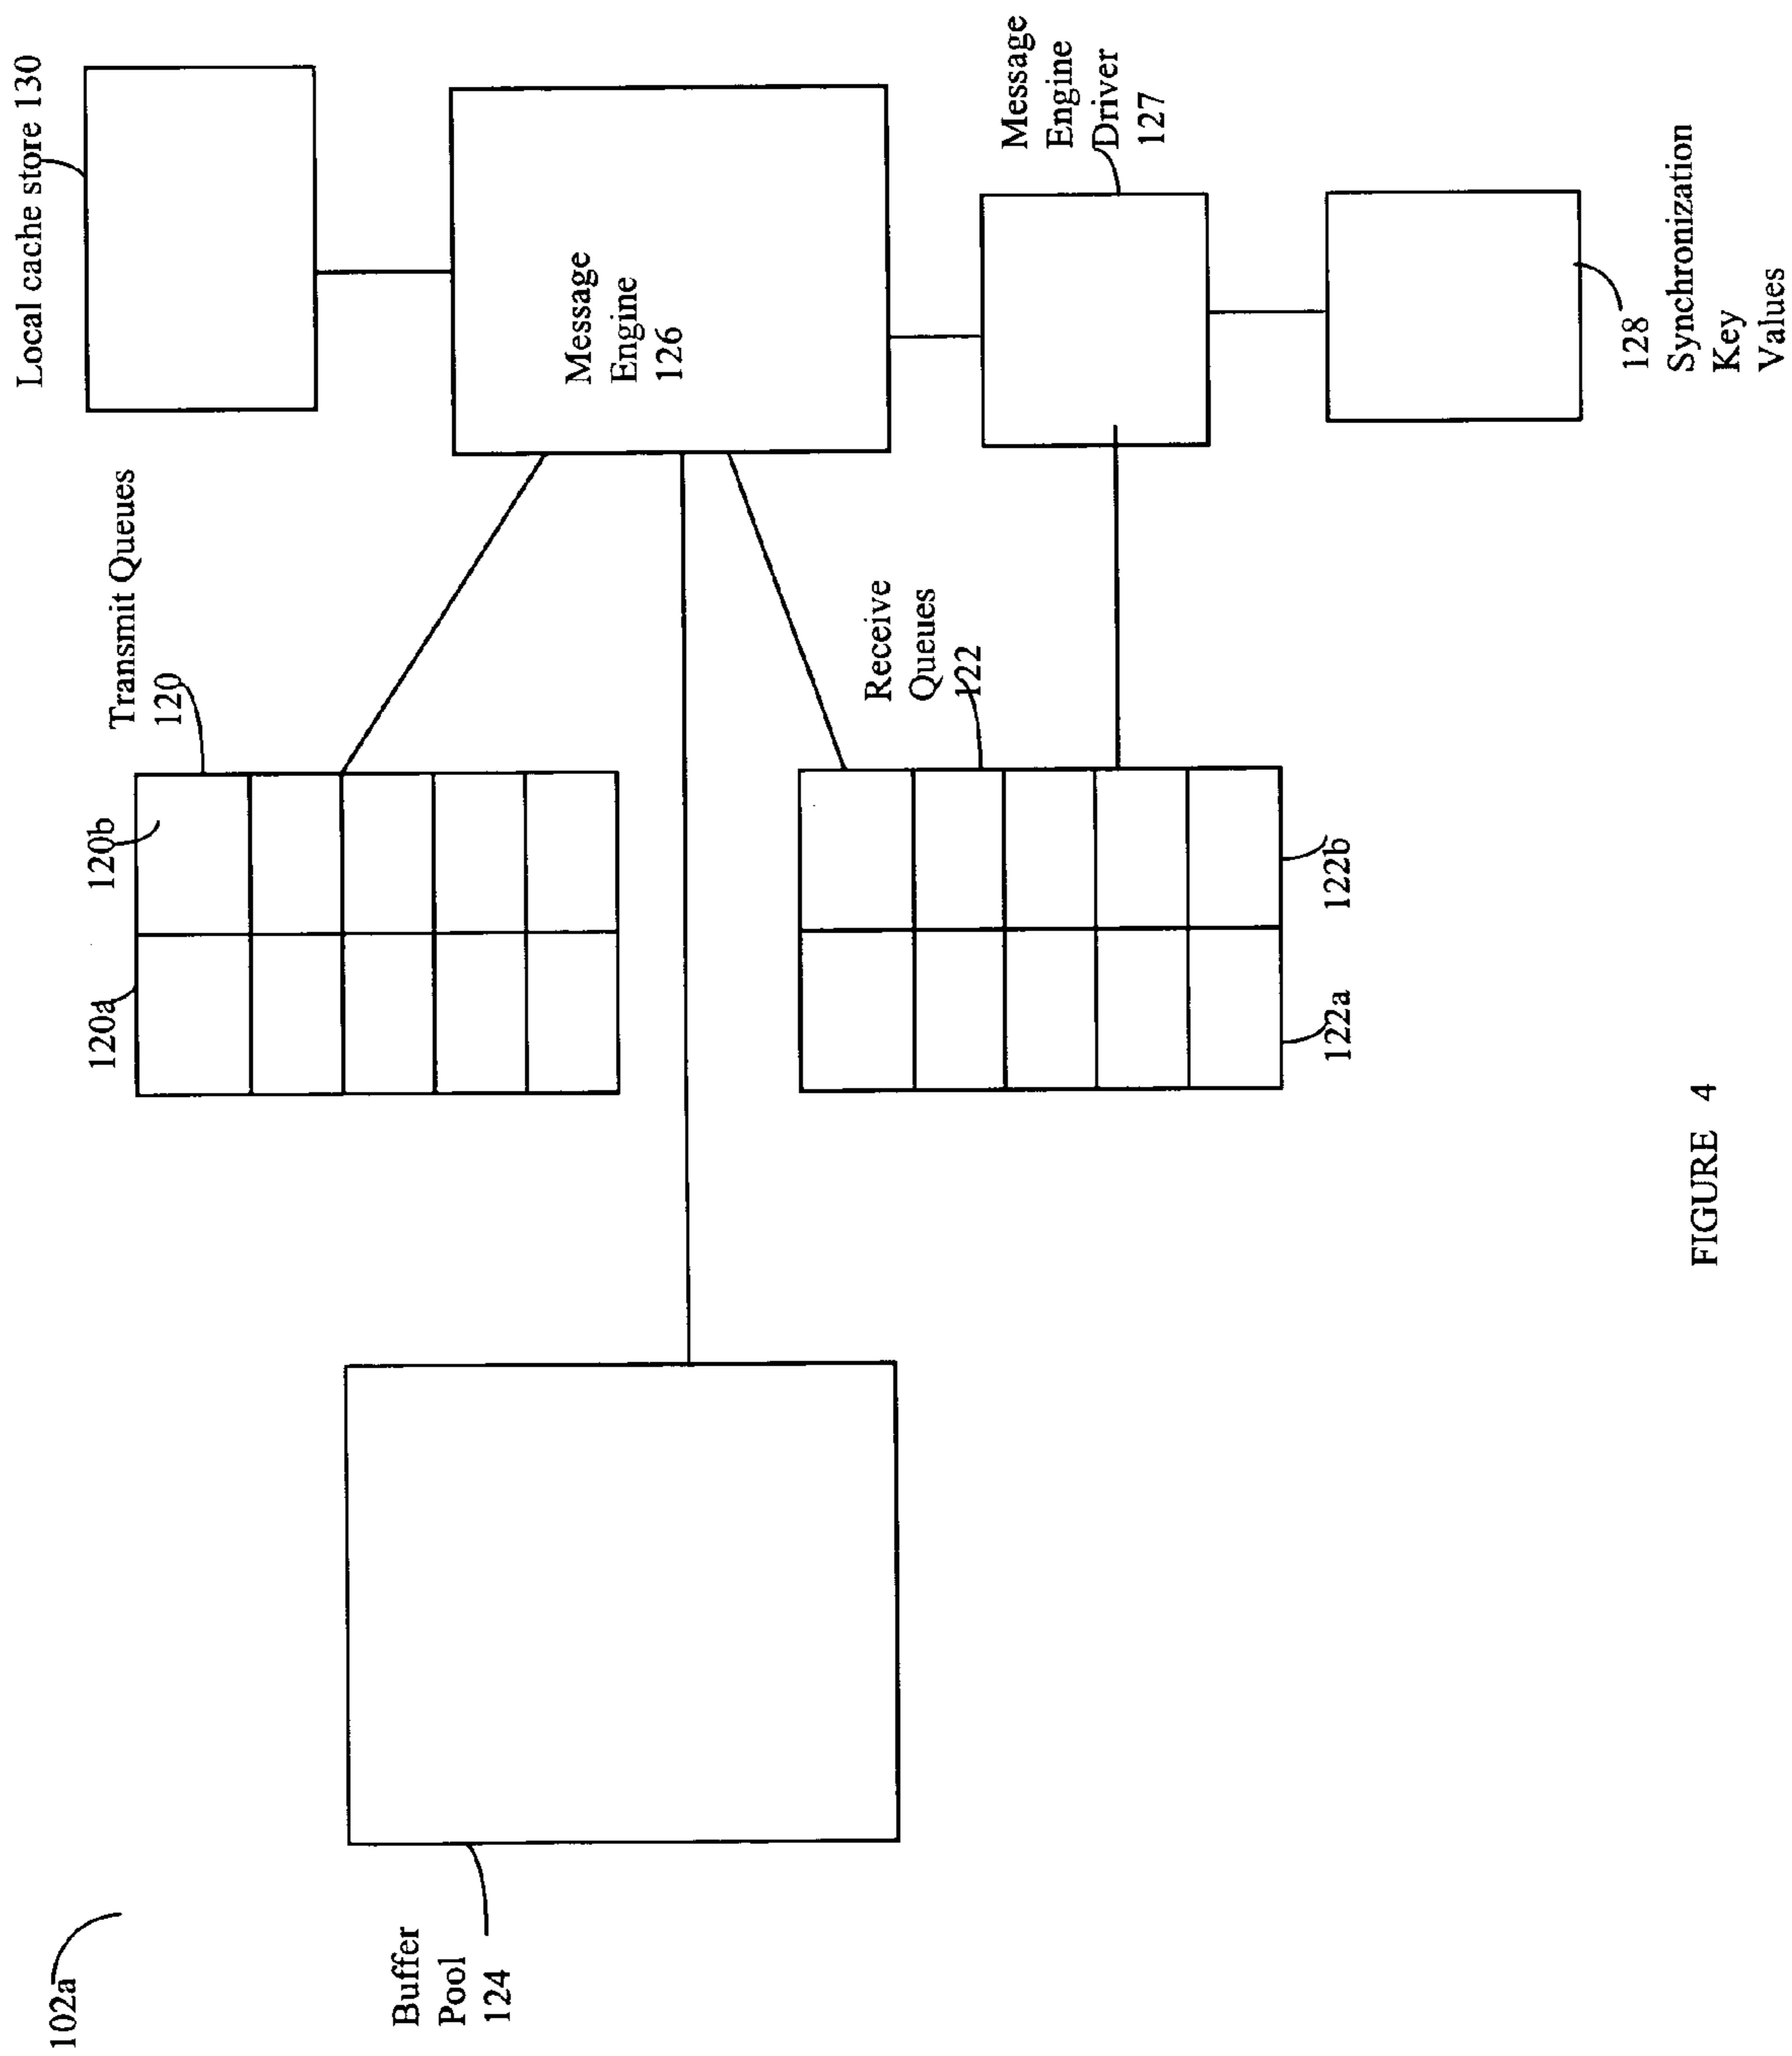 102a
Buffer
Pool
124
120a
120b
Transmit Queues
120
Local cache store 130
Message
Engine
126
Receive
Queues
122
122a
122b
Message
Engine
Driver
127
128
Synchronization
Key
Values
FIGURE 4